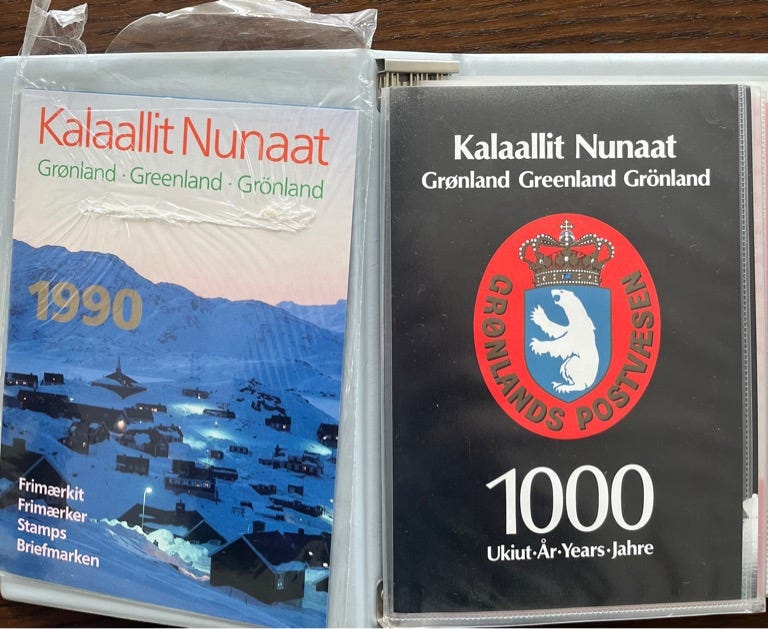 Kalaallit Nunaat
Grønland · Greenland · Grönland
1990
Frimærkit
Frimærker
Stamps
Briefmarken
Kalaallit Nunaat
Grønland Greenland Grönland
GRØNLANDS POSTVÆSEN
1000
Ukiut·År·Years·Jahre